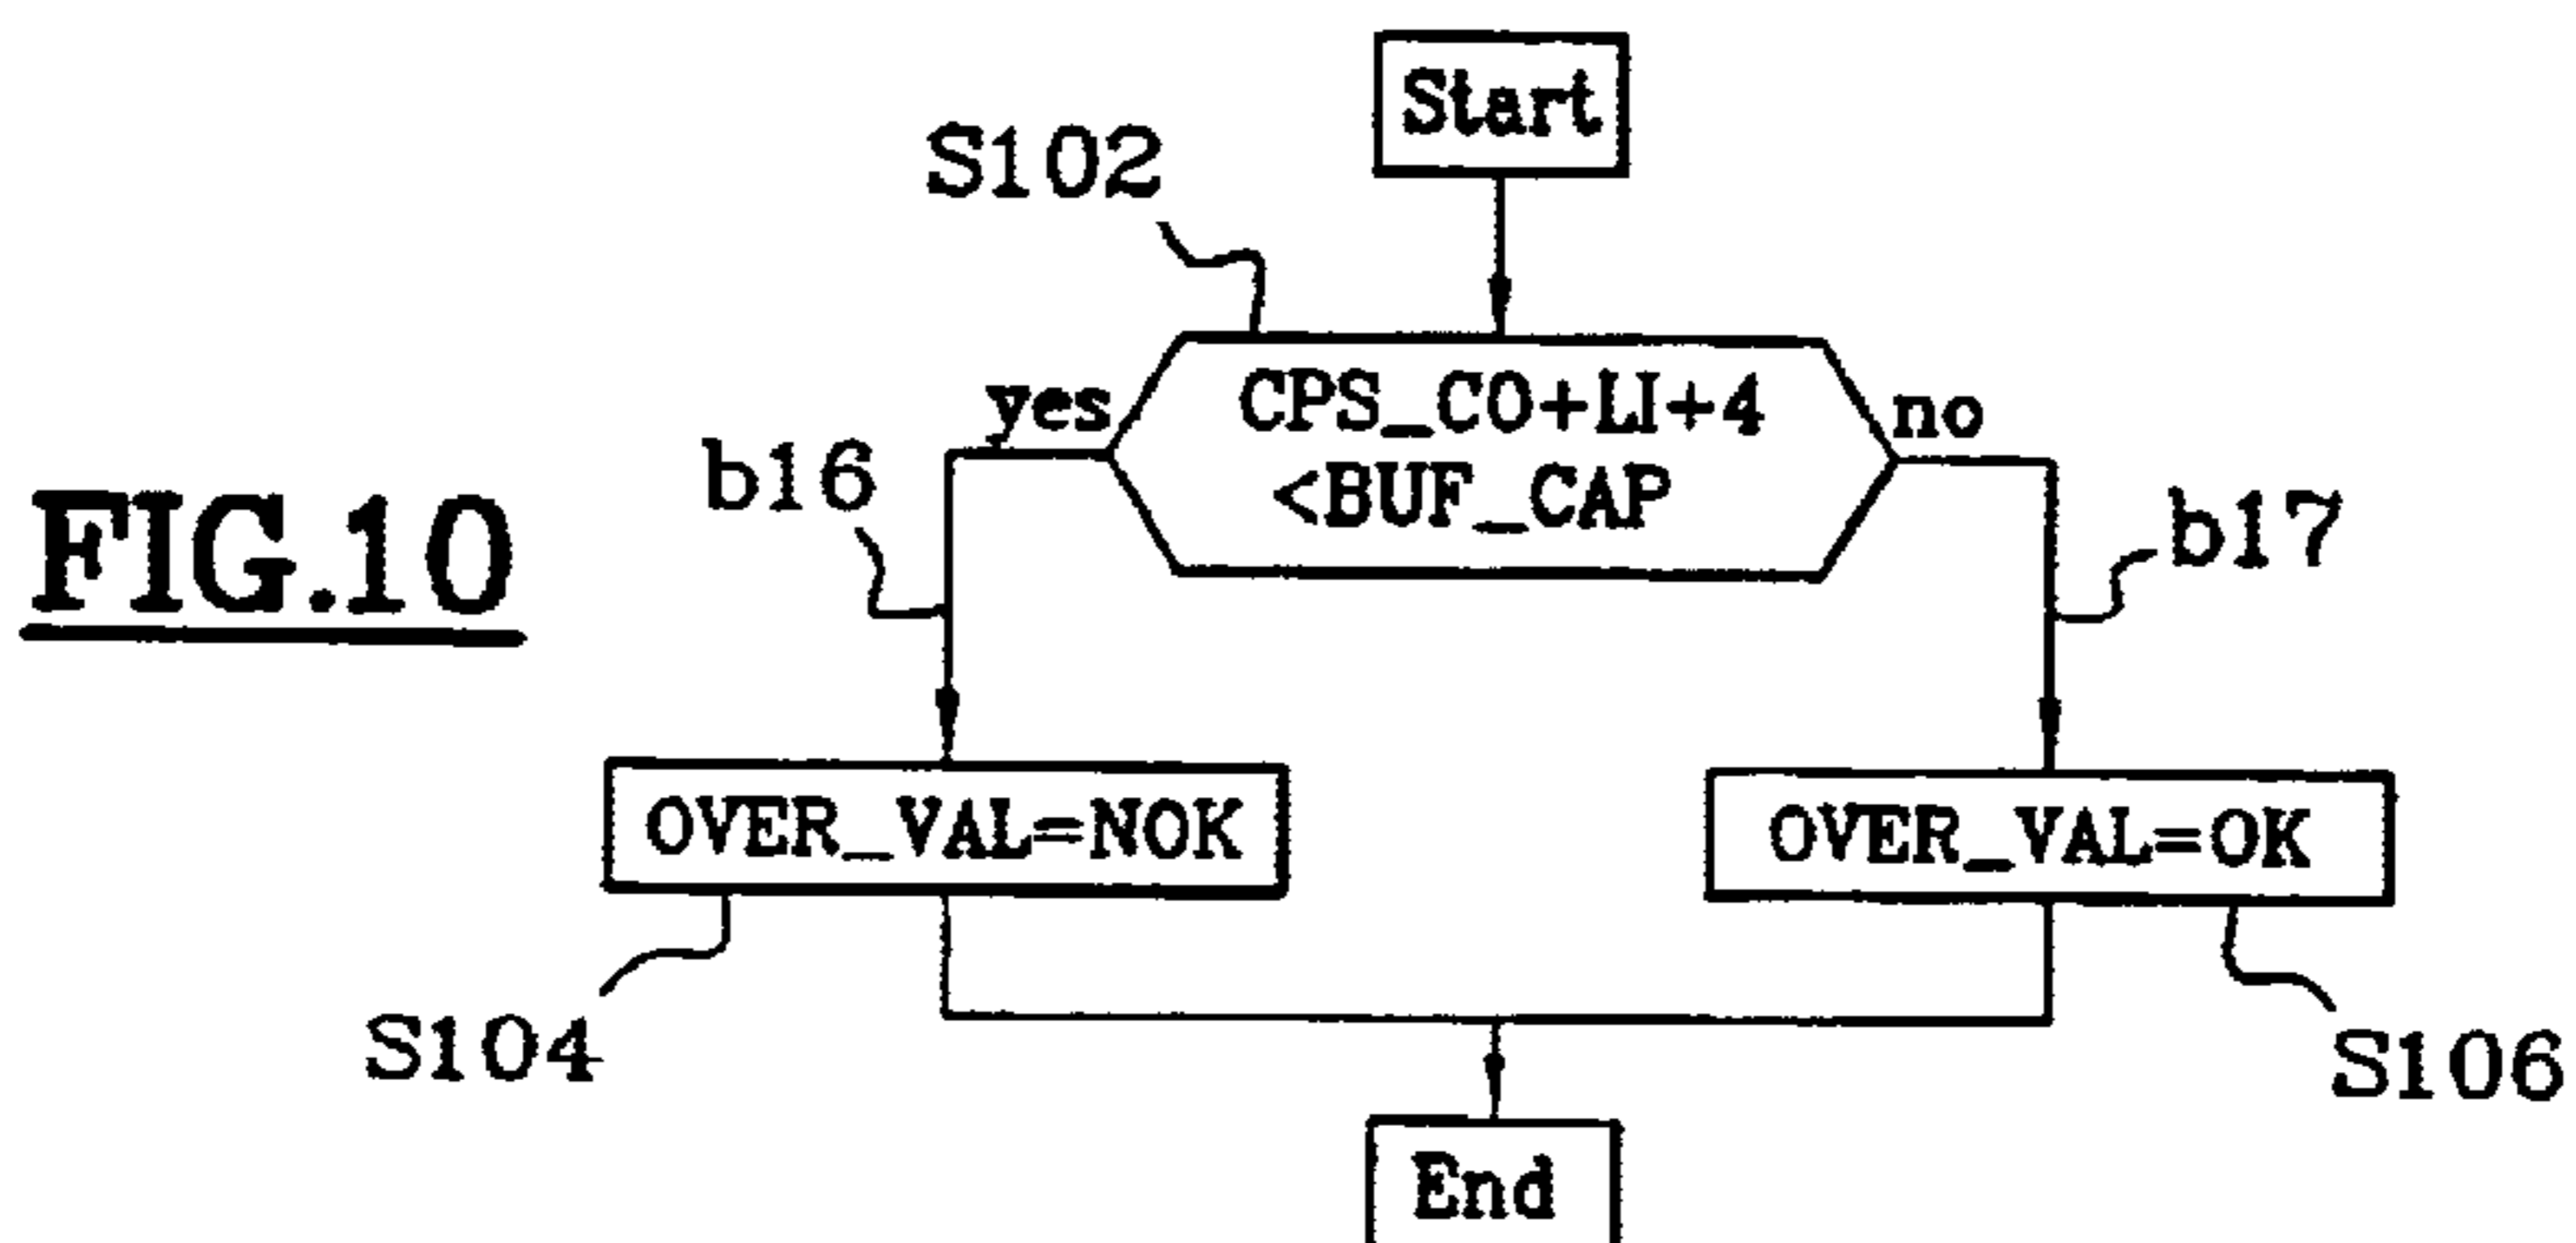 Start
S102
yes
CPS_CO+LI+4
<BUF_CAP
no
b16
b17
FIG.10
OVER_VAL=NOK
OVER_VAL=OK
S104
S106
End